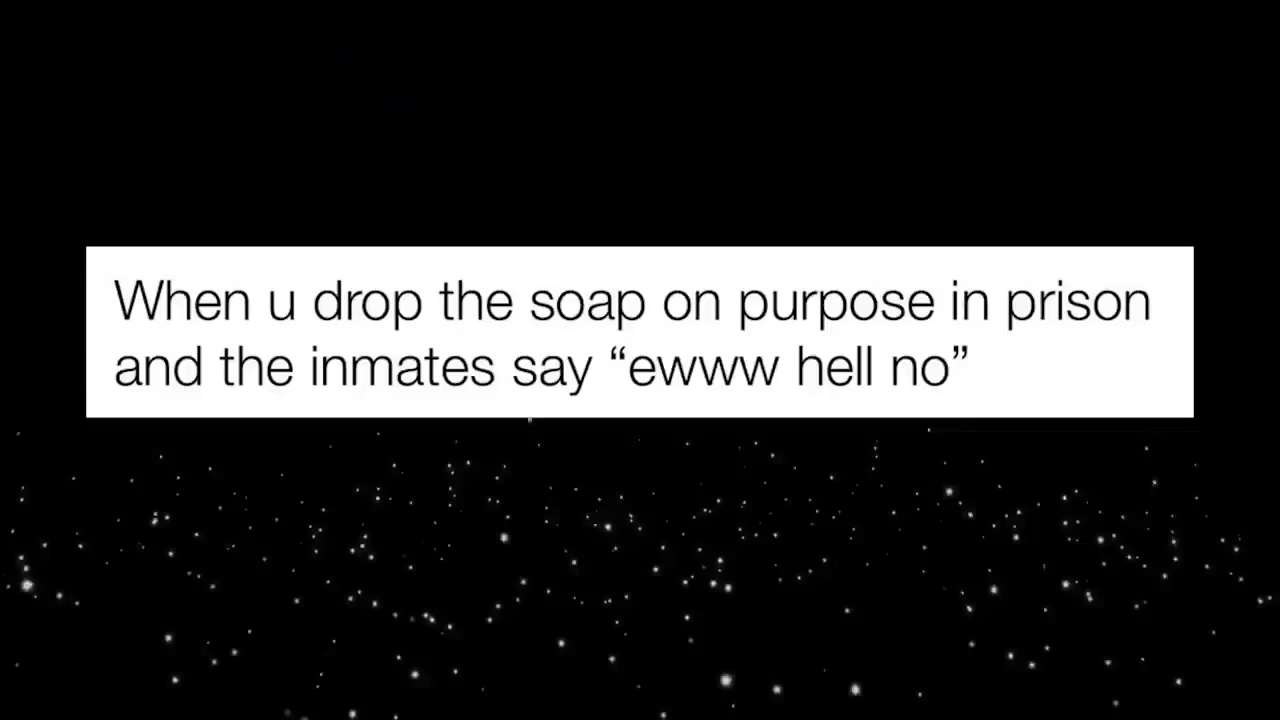 When u drop the soap on purpose in prison
and the inmates say “ewww hell no”